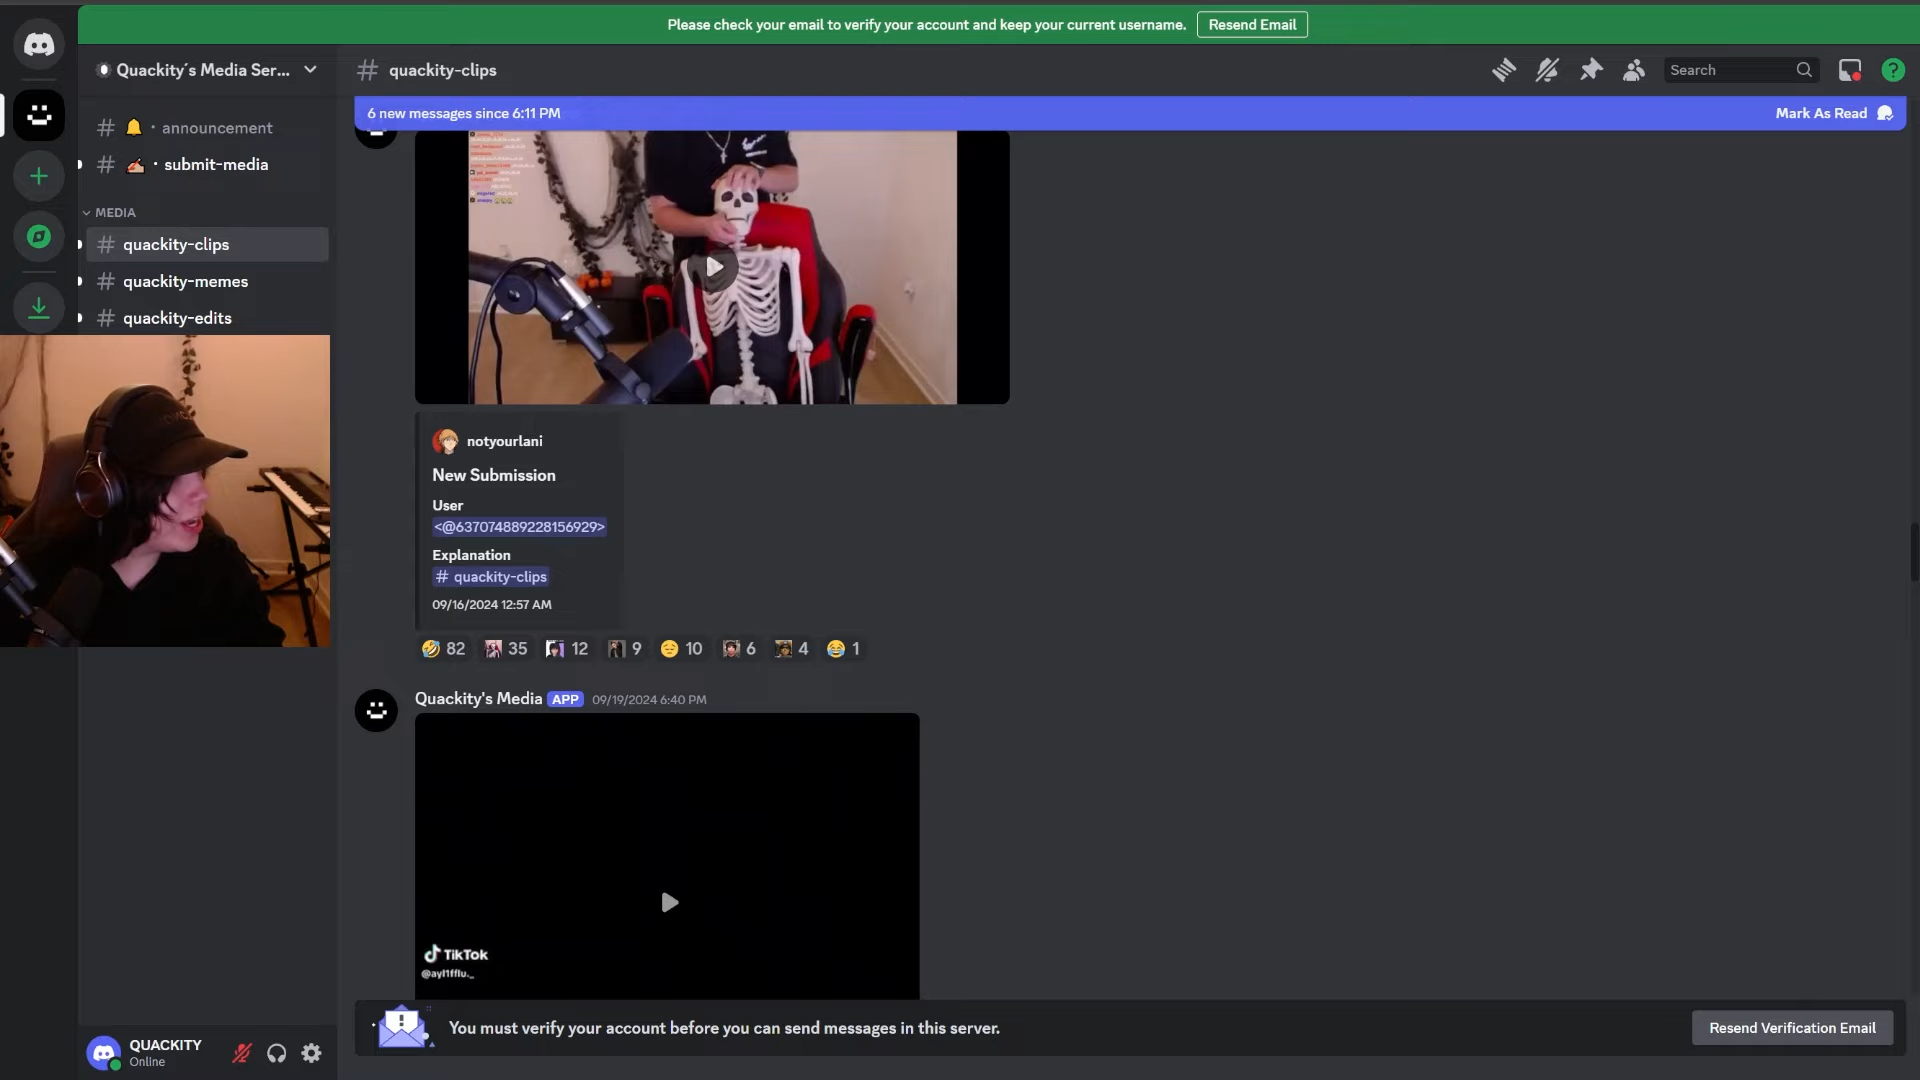 Please check your email to verify your account and keep your current username.
Resend Email
Quackity´s Media Ser...
quackity-clips
Search
6 new messages since 6:11 PM
Mark As Read
announcement
submit-media
MEDIA
quackity-clips
quackity-memes
quackity-edits
notyourlani
New Submission
User
<@637074889228156929>
Explanation
# quackity-clips
09/16/2024 12:57 AM
82 35 12 9 10 6 4 1
Quackity's Media APP 09/19/2024 6:40 PM
TikTok
@ayl1fflu._
You must verify your account before you can send messages in this server.
Resend Verification Email
QUACKITY
Online